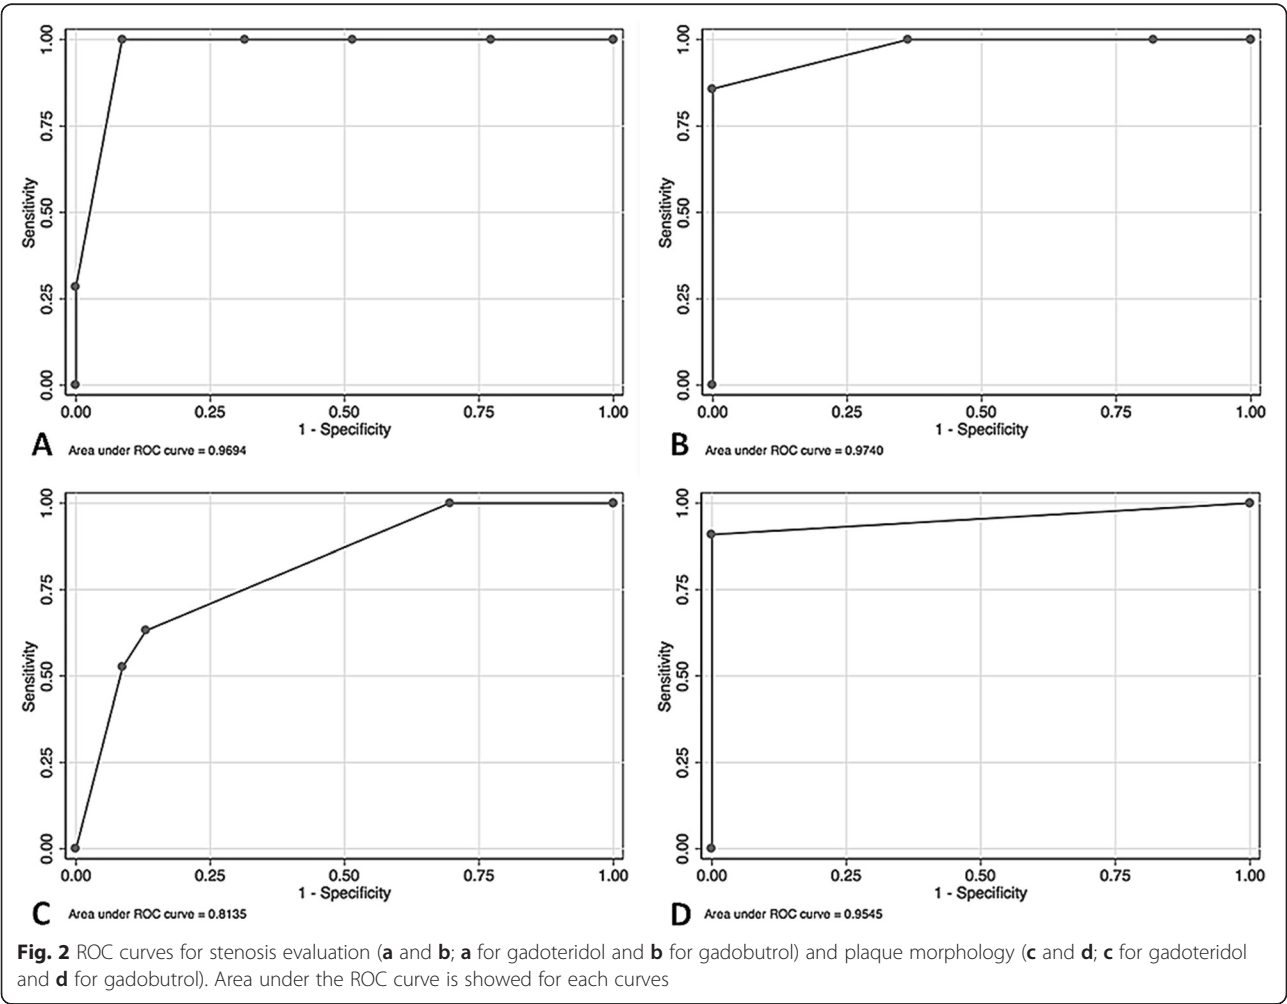 1.00
0.75
Sensitivity
0.50
0.25
0.00
0.00 0.25 0.50 0.75 1.00
1 - Specificity
A Area under ROC curve = 0.9694
1.00
0.75
Sensitivity
0.50
0.25
0.00
0.00 0.25 0.50 0.75 1.00
1 - Specificity
B Area under ROC curve = 0.9740
1.00
0.75
Sensitivity
0.50
0.25
0.00
0.00 0.25 0.50 0.75 1.00
1 - Specificity
C Area under ROC curve = 0.8135
1.00
0.75
Sensitivity
0.50
0.25
0.00
0.00 0.25 0.50 0.75 1.00
1 - Specificity
D Area under ROC curve = 0.9545
Fig. 2 ROC curves for stenosis evaluation (a and b; a for gadoteridol and b for gadobutrol) and plaque morphology (c and d; c for gadoteridol
and d for gadobutrol). Area under the ROC curve is showed for each curves